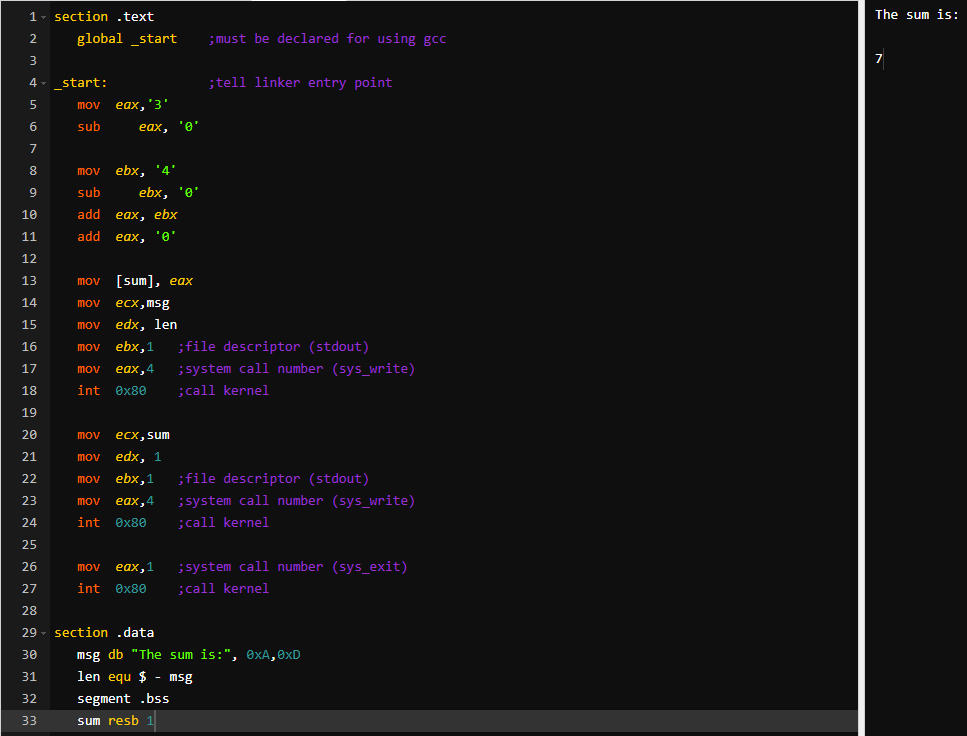 1 section .text
2    global _start    ;must be declared for using gcc
3
4 _start:             ;tell linker entry point
5    mov  eax,'3'
6    sub     eax, '0'
7
8    mov  ebx, '4'
9    sub     ebx, '0'
10    add  eax, ebx
11    add  eax, '0'
12
13    mov  [sum], eax
14    mov  ecx,msg
15    mov  edx, len
16    mov  ebx,1   ;file descriptor (stdout)
17    mov  eax,4   ;system call number (sys_write)
18    int  0x80    ;call kernel
19
20    mov  ecx,sum
21    mov  edx, 1
22    mov  ebx,1   ;file descriptor (stdout)
23    mov  eax,4   ;system call number (sys_write)
24    int  0x80    ;call kernel
25
26    mov  eax,1   ;system call number (sys_exit)
27    int  0x80    ;call kernel
28
29 section .data
30    msg db "The sum is:", 0xA,0xD
31    len equ $ - msg
32    segment .bss
33    sum resb 1
The sum is:
7